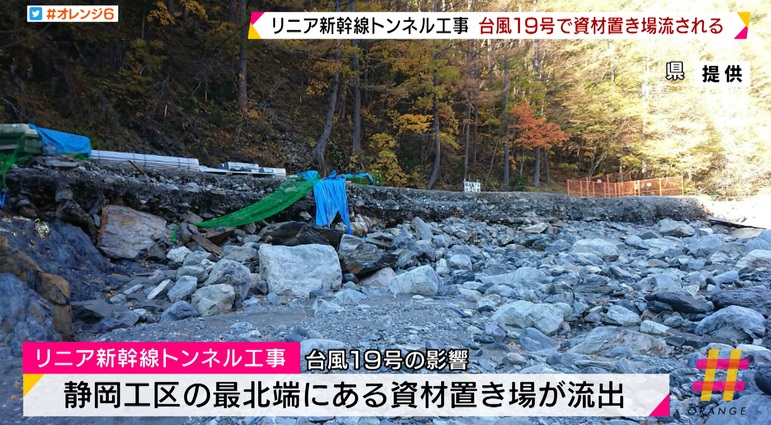 #オレンジ6
リニア新幹線トンネル工事 台風19号で資材置き場流される
県 提供
リニア新幹線トンネル工事 台風19号の影響
静岡工区の最北端にある資材置き場が流出
#
ORANGE